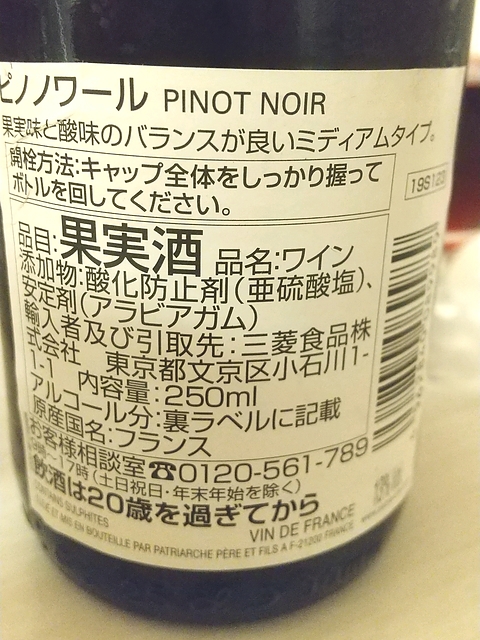 ピノノワール PINOT NOIR
果実味と酸味のバランスが良いミディアムタイプ。
開栓方法:キャップ全体をしっかり握って
ボトルを回してください。
品目:果実酒 品名:ワイン
添加物:酸化防止剤(亜硫酸塩)、
安定剤(アラビアガム)
輸入者及び引取先:三菱食品株
式会社 東京都文京区小石川1-
1-1 内容量:250ml
アルコール分:裏ラベルに記載
原産国名:フランス
お客様相談室☎0120-561-789
17時(土日祝日・年末年始を除く)
飲酒は20歳を過ぎてから
SULPHITES
VIN DE FRANCE
ET MIS EN BOUTEILLE PAR PATRIARCHE PÈRE ET FILS A F-21200 FRANCE